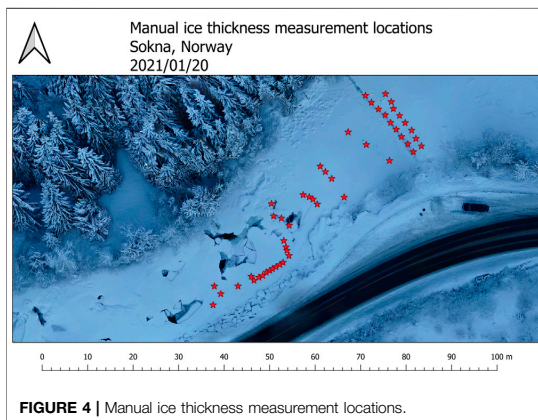 Manual ice thickness measurement locations
Sokna, Norway
2021/01/20
0 10 20 30 40 50 60 70 80 90 100 m
FIGURE 4 | Manual ice thickness measurement locations.